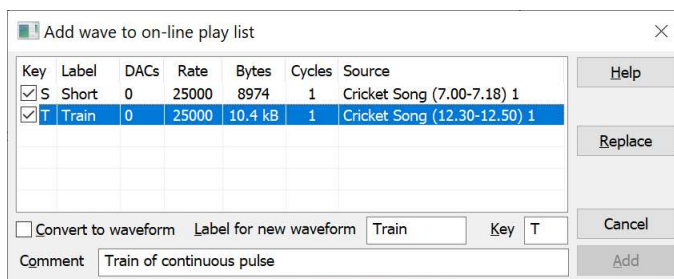 Add wave to on-line play list
Key Label DACs Rate Bytes Cycles Source
S Short 0 25000 8974 1 Cricket Song (7.00-7.18) 1
T Train 0 25000 10.4 kB 1 Cricket Song (12.30-12.50) 1
Help
Replace
Cancel
Convert to waveform Label for new waveform Train Key T
Comment Train of continuous pulse
Add